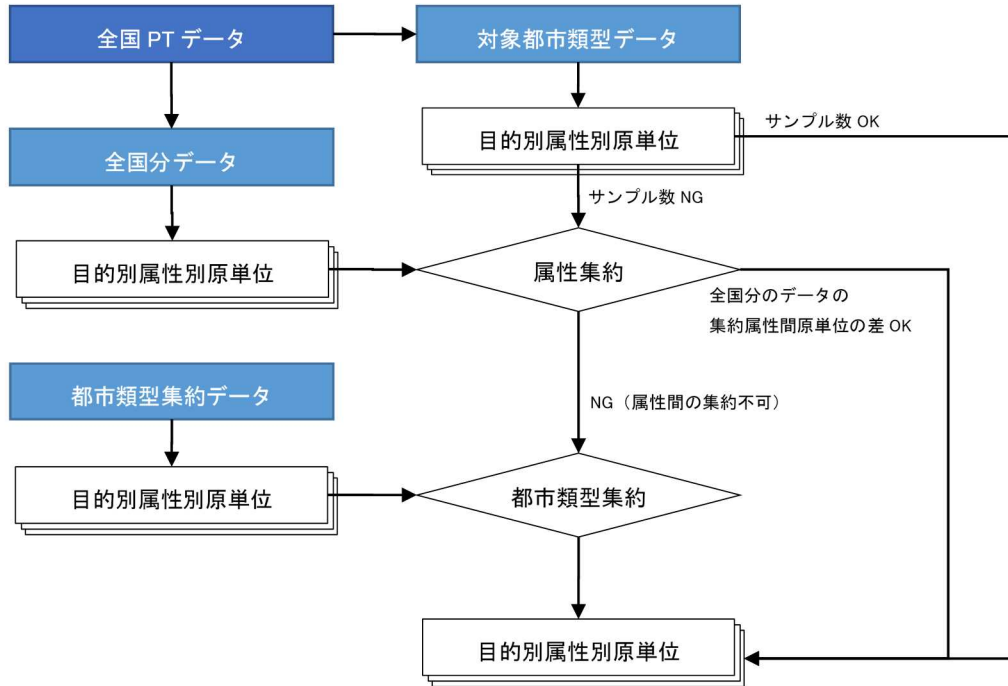 全国 PT データ
対象都市類型データ
目的別属性別原単位
サンプル数 OK
全国分データ
サンプル数 NG
目的別属性別原単位
属性集約
全国分のデータの
集約属性間原単位の差 OK
都市類型集約データ
NG（属性間の集約不可）
目的別属性別原単位
都市類型集約
目的別属性別原単位